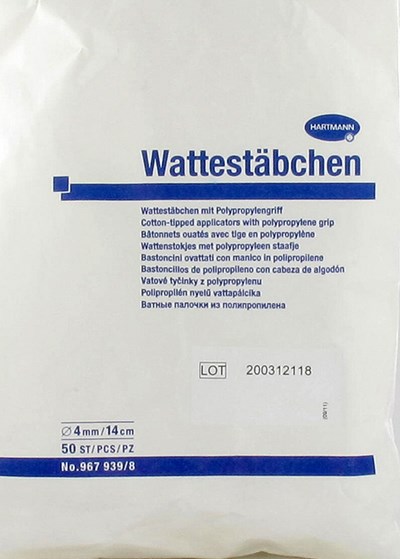 HARTMANN
Wattestäbchen
Wattestäbchen mit Polypropylengriff
Cotton-tipped applicators with polypropylene grip
Bâtonnets ouatés avec tige en polypropylène
Wattenstokjes met polypropyleen staafje
Bastoncini ovattati con manico in polipropilene
Bastoncillos de polipropileno con cabeza de algodón
Vatové tyčinky z polypropylenu
Polipropilén nyelű vattapálcika
Ватные палочки из полипропилена
LOT 200312118
(09/11)
Ø 4mm/14cm
50 ST/PCS/PZ
No.967 939/8